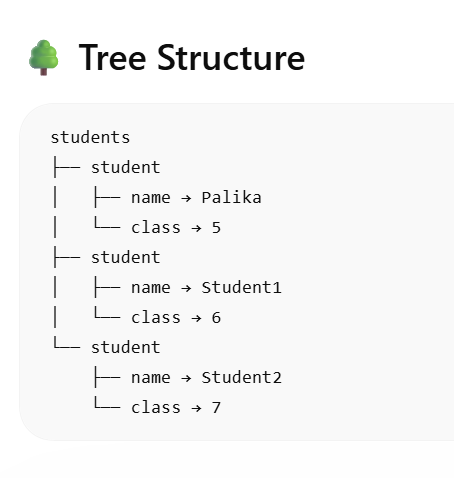 Tree Structure
students
├── student
│   ├── name → Palika
│   └── class → 5
├── student
│   ├── name → Student1
│   └── class → 6
└── student
    ├── name → Student2
    └── class → 7